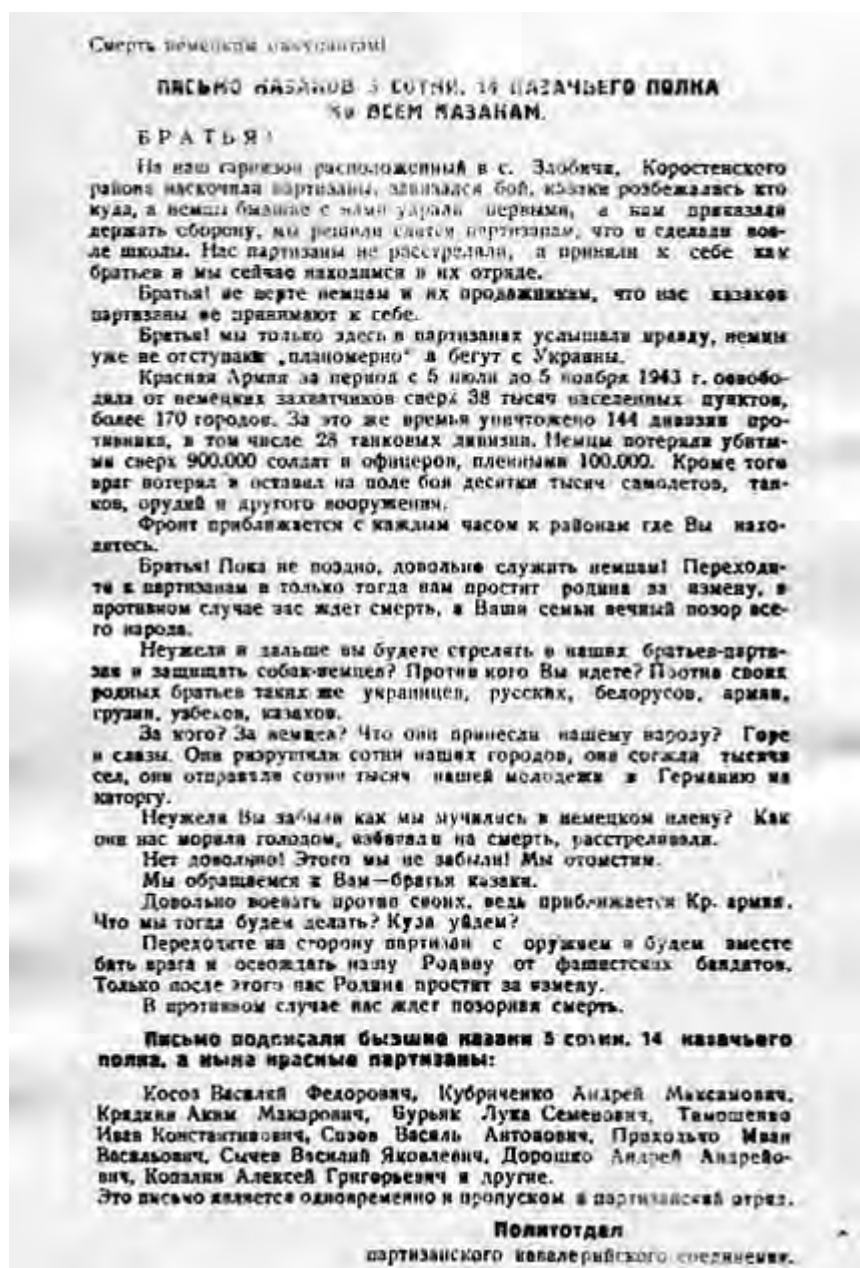 Смерть немецким оккупантам!
ПИСЬМО КАЗАКОВ 5 СОТНИ, 14 КАЗАЧЬЕГО ПОЛКА
КО ВСЕМ КАЗАКАМ.
БРАТЬЯ!
На наш гарнизон расположенный в с. Злобичи, Коростенского
района наскочили партизаны, завязался бой, казаки розбежались кто
куда, а немцы бывшие с нами удрали первыми, а нам приказали
держать оборону, мы решили сдатся партизанам, что и сделали воз-
ле школы. Нас партизаны не расстреляли, а приняли к себе как
братьев и мы сейчас находимся в их отряде.
Братья! не верте немцам и их продажникам, что нас казаков
партизаны не принимают к себе.
Братья! мы только здесь в партизанах услышали правду, немцы
уже не отступают „планомерно“ а бегут с Украины.
Красная Армия за период с 5 июля до 5 ноября 1943 г. освобо-
дила от немецких захватчиков сверх 38 тысяч населенных пунктов,
более 170 городов. За это же времья уничтожено 144 дивизии про-
тивника, в том числе 28 танковых дивизии. Немцы потеряли убиты-
ми сверх 900.000 солдат и офицеров, пленными 100.000. Кроме того
враг потерял и оставил на поле боя десятки тысяч самолетов, тан-
ков, орудий и другого вооружения.
Фронт приближается с каждым часом к районам где Вы нахо-
дитесь.
Братья! Пока не поздно, довольно служить немцам! Переходи-
те к партизанам и только тогда нам простит родина за измену, в
противном случае нас ждет смерть, а Ваши семьи вечный позор все-
го народа.
Неужели и дальше вы будете стрелять в наших братьев-парти-
зан и защищать собак-немцев? Против кого Вы идете? Против своих
родных братьев таких же украинцев, русских, белорусов, армян,
грузин, узбеков, казахов.
За кого? За немцев? Что они принесли нашему народу? Горе
и слезы. Они разрушили сотни наших городов, они сожгли тысячи
сел, они отправили сотни тысяч нашей молодежи в Германию на
каторгу.
Неужели Вы забыли как мы мучились в немецком плену? Как
они нас морили голодом, избивали на смерть, расстреливали.
Нет довольно! Этого мы не забыли! Мы отомстим.
Мы обращаемся к Вам—братья казаки.
Довольно воевать против своих, ведь приближается Кр. армия.
Что мы тогда будем делать? Куда уйдем?
Переходите на сторону партизан с оружием и будем вместе
бить врага и освождать нашу Родину от фашистских бандитов.
Только после этого нас Родина простит за измену.
В противном случае нас ждет позорная смерть.
Письмо подписали бывшие казаки 5 сотни, 14 казачьего
полка, а ныне красные партизаны:
Косов Василий Федорович, Кубриченко Андрей Максимович,
Крядкин Аким Макарович, Бурьяк Лука Семенович, Тимошенко
Иван Константинович, Сизов Василь Антонович, Проходько Иван
Васильович, Сычев Василий Яковлевич, Дорошко Андрей Андрейо-
вич, Копалин Алексей Григорьевич и другие.
Это письмо является одновременно и пропуском в партизанский отряд.
Политотдал
партизанского кавалерийского соединения.